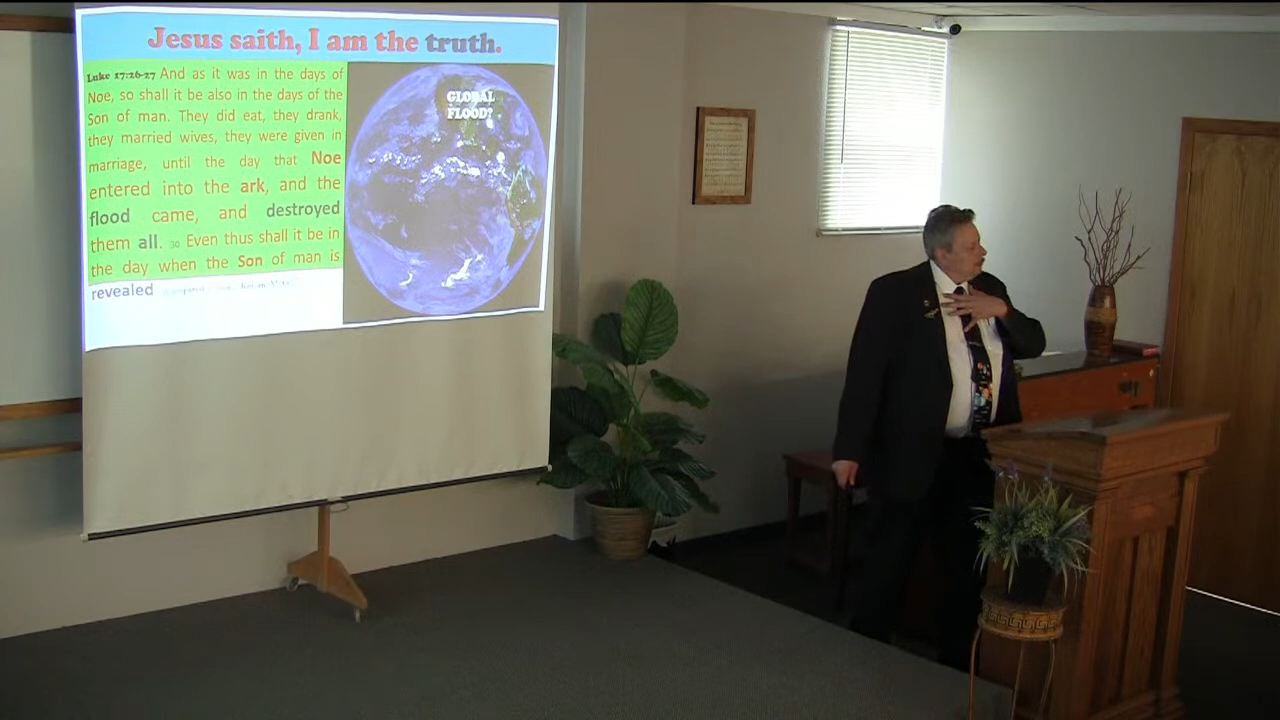 Jesus saith, I am the truth.
Luke 17:26-27 And as it was in the days of
Noe, so shall it be also in the days of the
Son of man. They did eat, they drank,
they married wives, they were given in
marriage, until the day that Noe
entered into the ark, and the
flood came, and destroyed
them all. 30 Even thus shall it be in
the day when the Son of man is
revealed
GLOBAL
FLOOD?